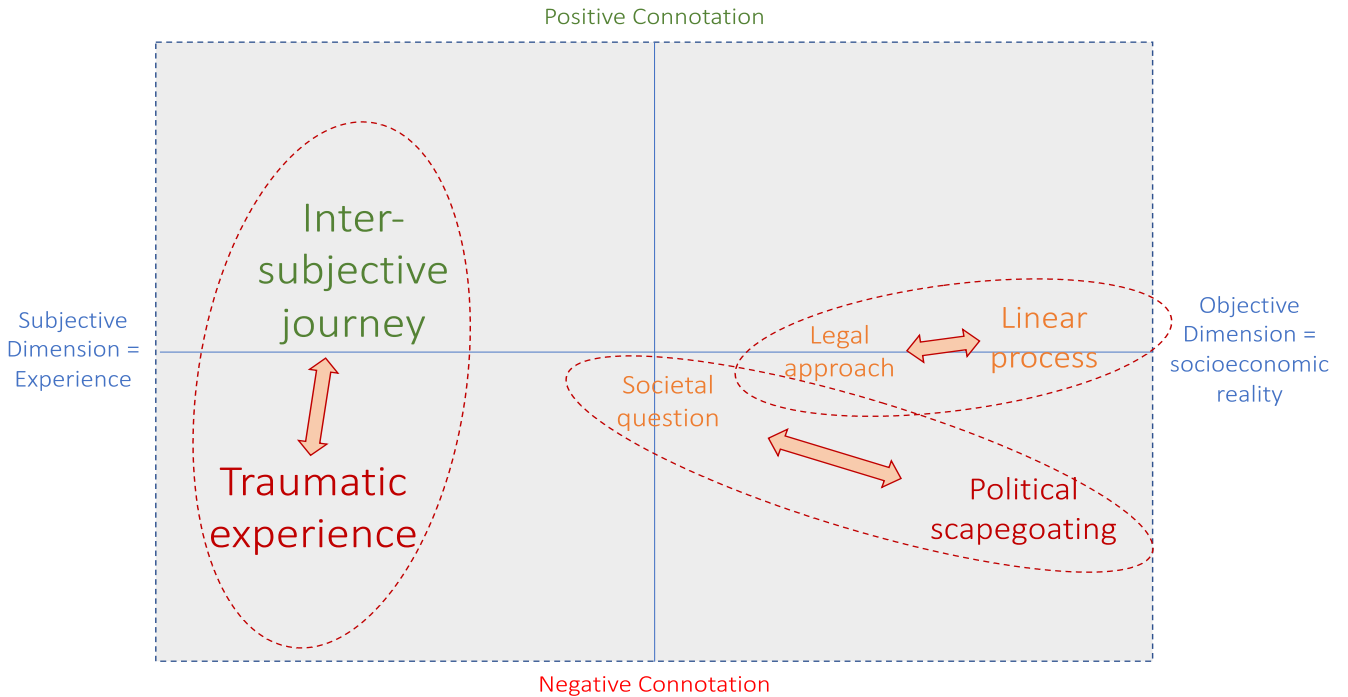 Positive Connotation
Inter-
subjective
journey
Subjective
Dimension =
Experience
Traumatic
experience
Societal
question
Legal
approach
Linear
process
Political
scapegoating
Objective
Dimension =
socioeconomic
reality
Negative Connotation